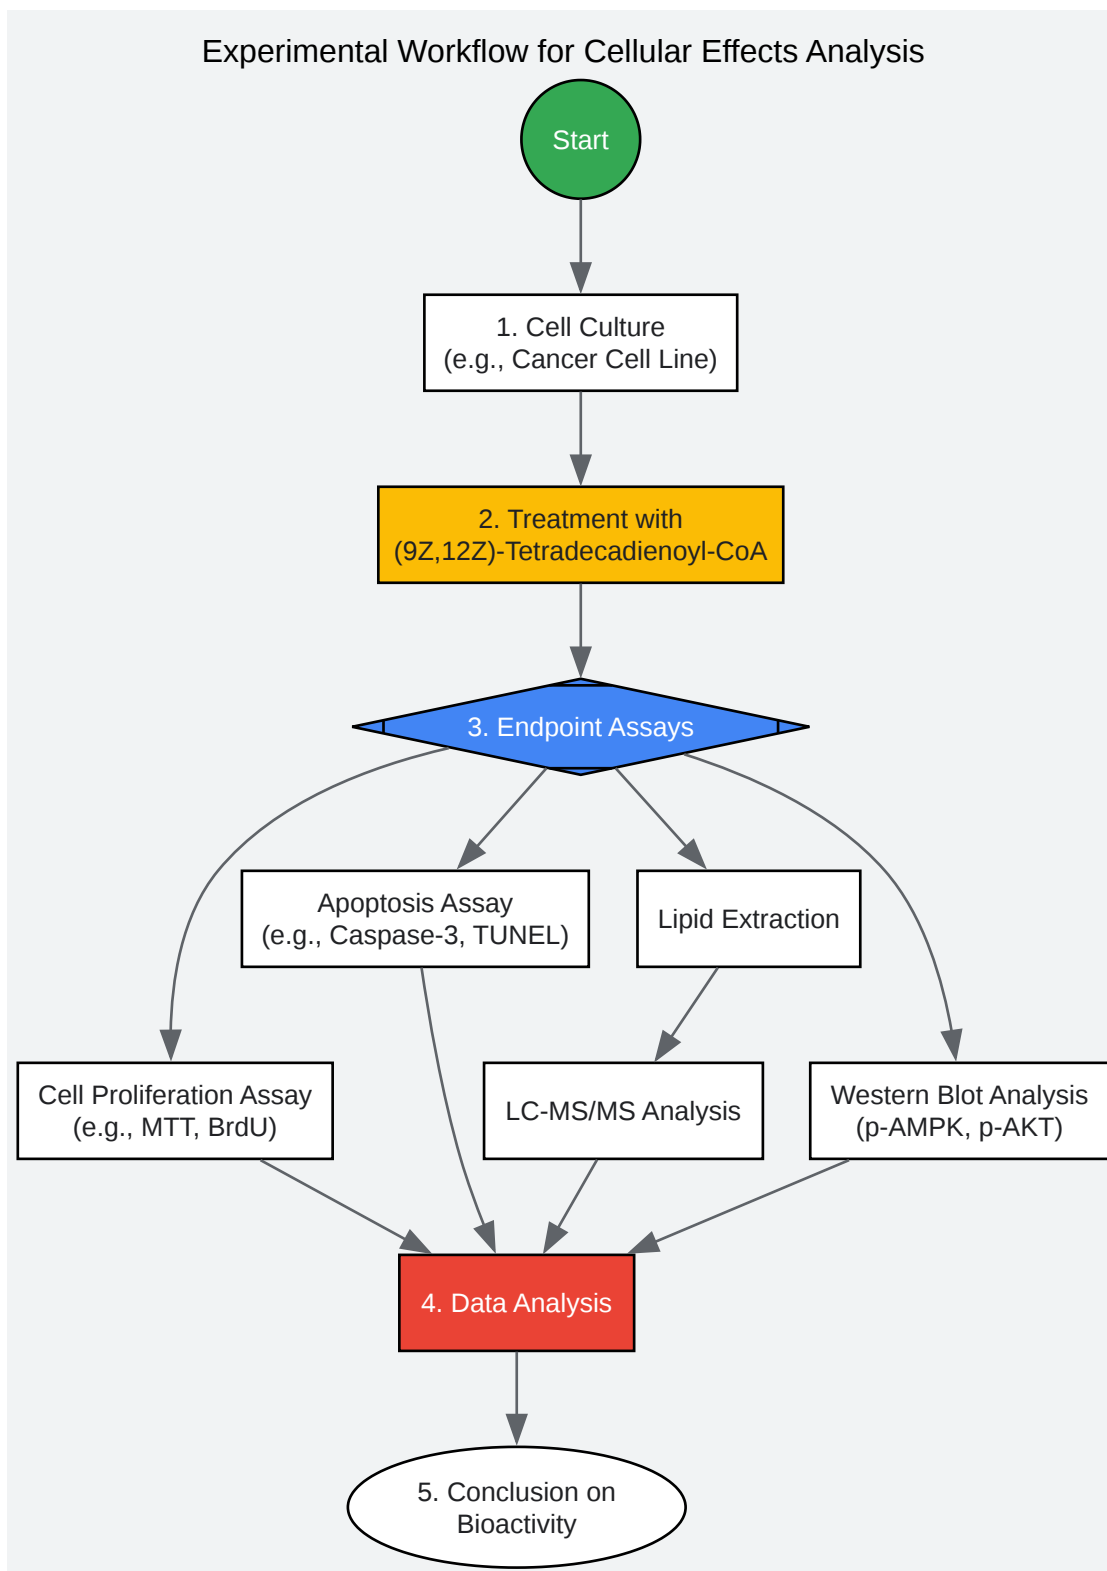 Experimental Workflow for Cellular Effects Analysis
Start
1. Cell Culture
(e.g., Cancer Cell Line)
2. Treatment with
(9Z,12Z)-Tetradecadienoyl-CoA
3. Endpoint Assays
Apoptosis Assay
(e.g., Caspase-3, TUNEL)
Lipid Extraction
Cell Proliferation Assay
(e.g., MTT, BrdU)
LC-MS/MS Analysis
Western Blot Analysis
(p-AMPK, p-AKT)
4. Data Analysis
5. Conclusion on
Bioactivity